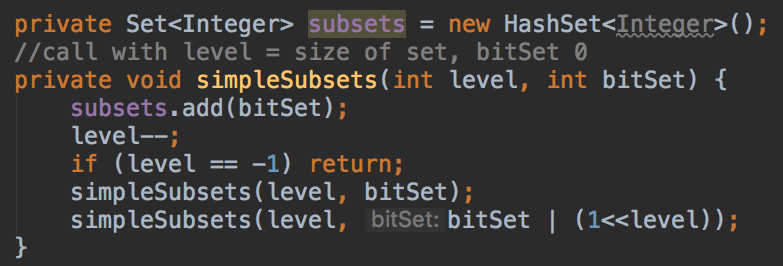 private Set<Integer> subsets = new HashSet<Integer>();
//call with level = size of set, bitSet 0
private void simpleSubsets(int level, int bitSet) {
    subsets.add(bitSet);
    level--;
    if (level == -1) return;
    simpleSubsets(level, bitSet);
    simpleSubsets(level, bitSet: bitSet | (1<<level));
}